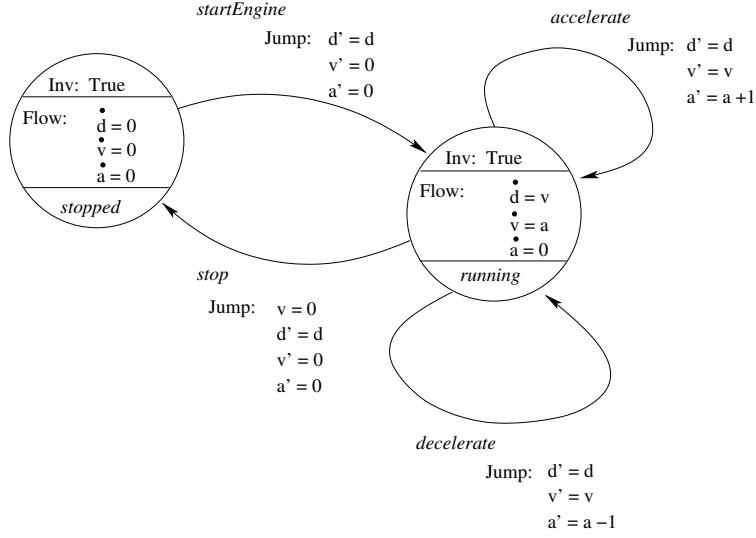 startEngine
Jump: d’ = d
v’ = 0
a’ = 0
accelerate
Jump: d’ = d
v’ = v
a’ = a +1
Inv: True
Flow: ḋ = 0
v̇ = 0
ȧ = 0
stopped
Inv: True
Flow: ḋ = v
v̇ = a
ȧ = 0
running
stop
Jump: v = 0
d’ = d
v’ = 0
a’ = 0
decelerate
Jump: d’ = d
v’ = v
a’ = a −1